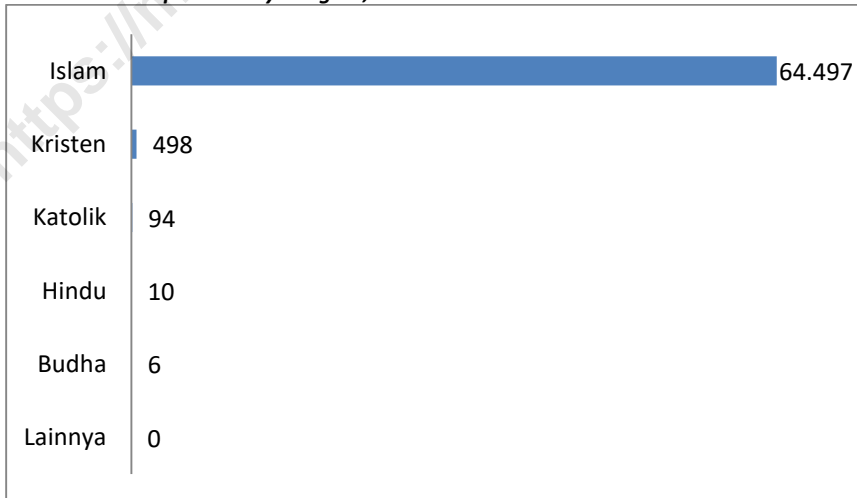 Islam 64.497
Kristen 498
Katolik 94
Hindu 10
Budha 6
Lainnya 0